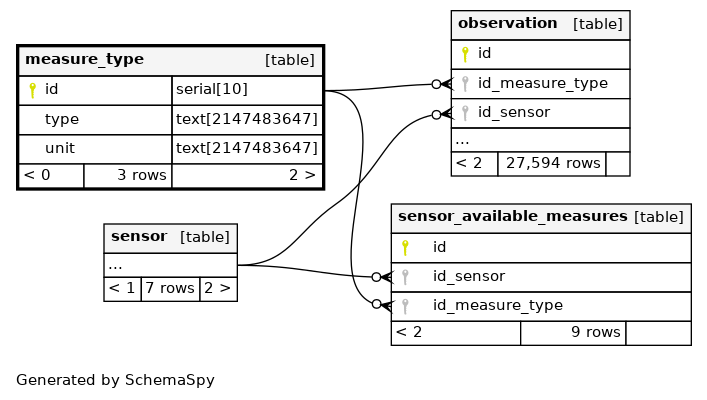 measure_type [table]
id serial[10]
type text[2147483647]
unit text[2147483647]
< 0 3 rows 2 >
observation [table]
id
id_measure_type
id_sensor
...
< 2 27,594 rows
sensor [table]
...
< 1 7 rows 2 >
sensor_available_measures [table]
id
id_sensor
id_measure_type
< 2 9 rows
Generated by SchemaSpy